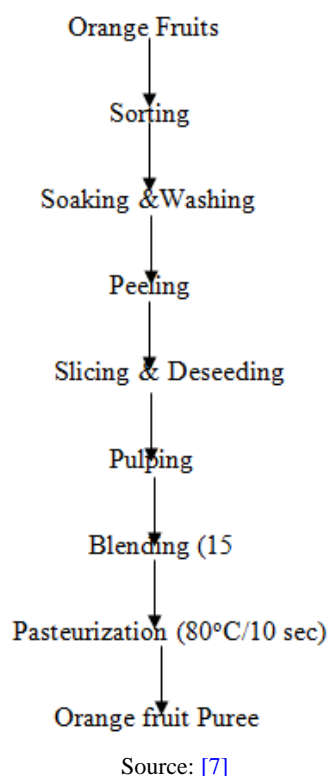 Orange Fruits
Sorting
Soaking &Washing
Peeling
Slicing & Deseeding
Pulping
Blending (15
Pasteurization (80°C/10 sec)
Orange fruit Puree
Source: [7]